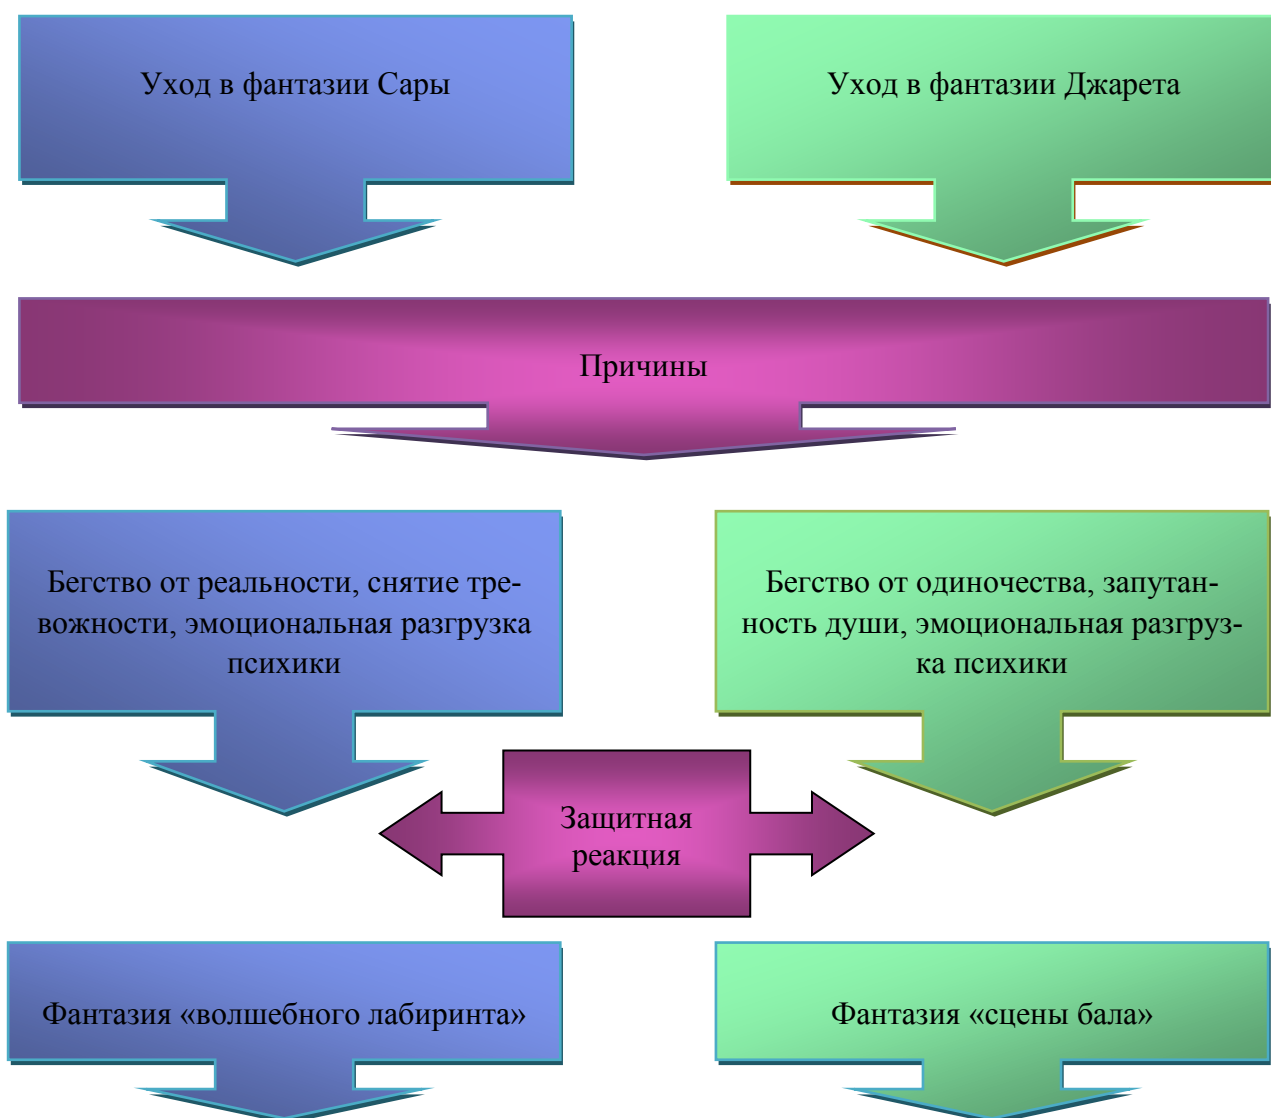 Уход в фантазии Сары
Уход в фантазии Джарета
Причины
Бегство от реальности, снятие тре-
вожности, эмоциональная разгрузка
психики
Бегство от одиночества, запутан-
ность души, эмоциональная разгруз-
ка психики
Защитная
реакция
Фантазия «волшебного лабиринта»
Фантазия «сцены бала»